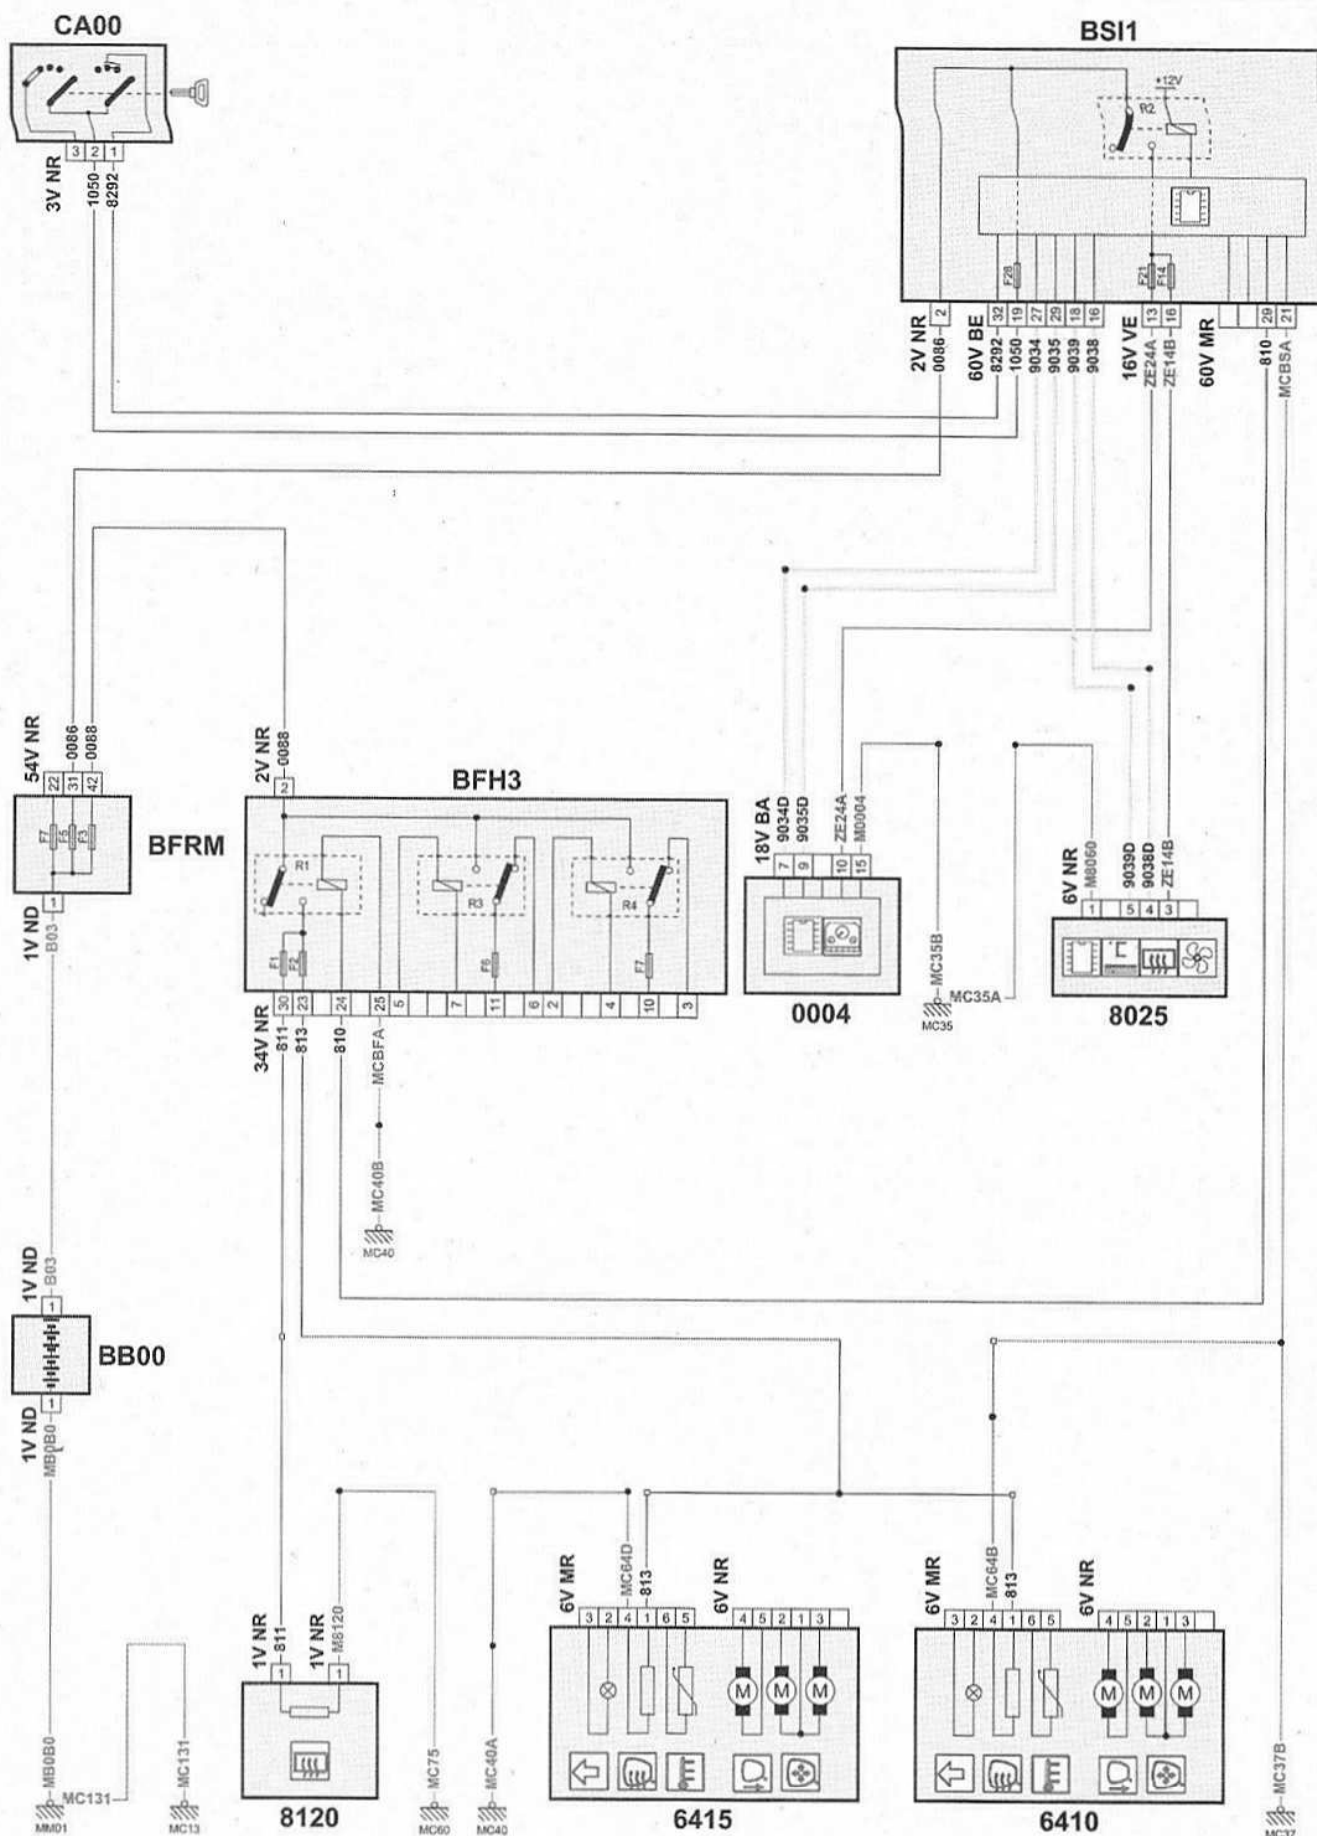 CA00
BSI1
+12V
R2
3 2 1
3V NR
1050
8292
F28
F21
F14
2
32 19 27 29 18 16
13 16
29 21
2V NR
0086
60V BE
8292
1050
9034
9035
9039
9038
16V VE
ZE24A
ZE14B
60V MR
810
MCBSA
54V NR
0086
0088
22 31 42
F7
F5
F3
BFRM
1
1V ND
B03
2V NR
0088
2
BFH3
R1
R3
R4
F1
F2
F6
F7
30 23 24 25 5 7 11 6 2 4 10 3
34V NR
811
813
810
MCBFA
MC40B
MC40
18V BA
9034D
9035D
ZE24A
M0004
7 9 10 15
0004
MC35B
MC35A
MC35
6V NR
M8060
9039D
9038D
ZE14B
1 5 4 3
8025
1V ND
B03
1
BB00
1
1V ND
MB0B0
MB0B0
MC131
MC131
MM01
MC13
1V NR
811
1V NR
M8120
1
1
8120
MC75
MC60
MC40A
MC40
6V MR
MC64D
813
6V NR
3 2 4 1 6 5
4 5 2 1 3
M M M
6415
6V MR
MC64B
813
6V NR
3 2 4 1 6 5
4 5 2 1 3
M M M
6410
MC37B
MC37